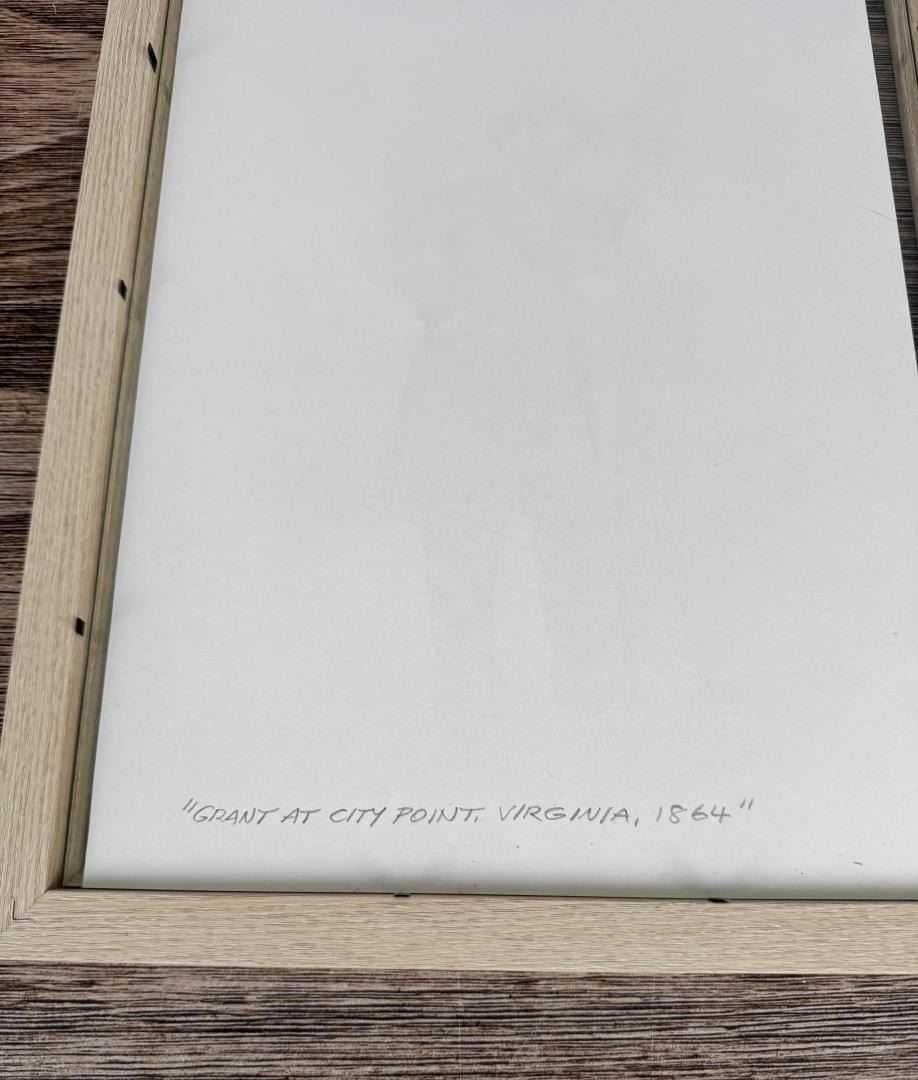 "GRANT AT CITY POINT. VIRGINIA, 1864"